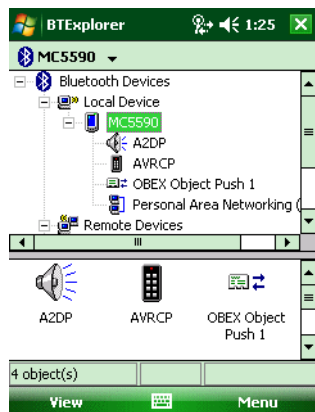 BTExplorer 1:25
MC5590
Bluetooth Devices
Local Device
MC5590
A2DP
AVRCP
OBEX Object Push 1
Personal Area Networking (
Remote Devices
A2DP AVRCP OBEX Object
Push 1
4 object(s)
View Menu